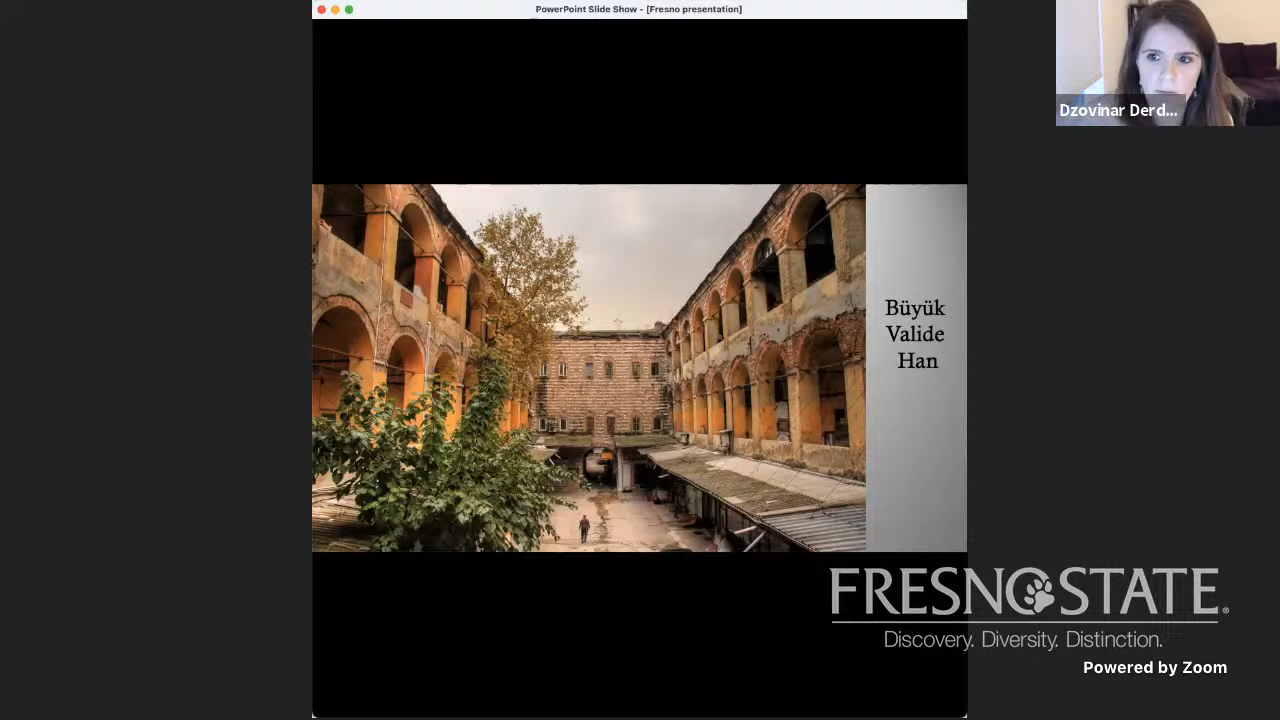 PowerPoint Slide Show - [Fresno presentation]
Dzovinar Derd...
Büyük
Valide
Han
FRESNO STATE®
Discovery. Diversity. Distinction.
Powered by Zoom